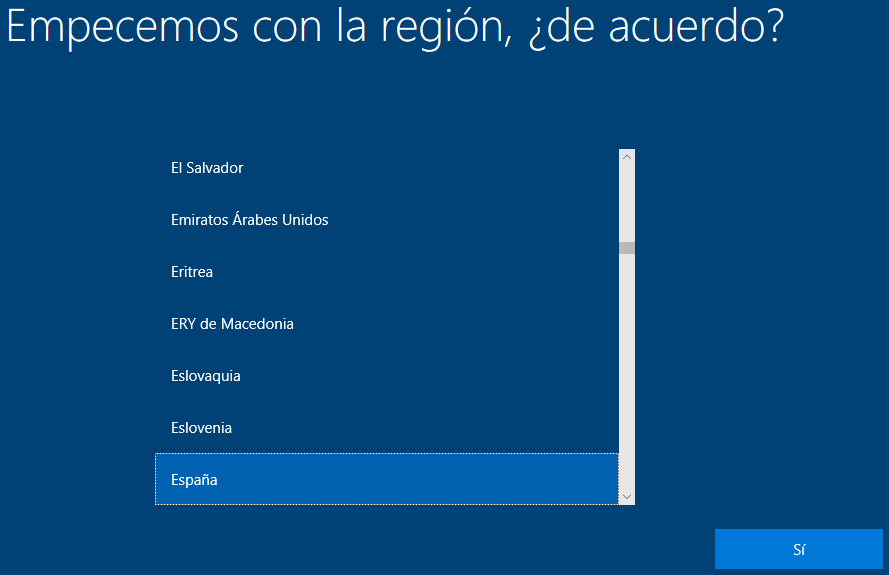 Empecemos con la región, ¿de acuerdo?
El Salvador
Emiratos Árabes Unidos
Eritrea
ERY de Macedonia
Eslovaquia
Eslovenia
España
Sí